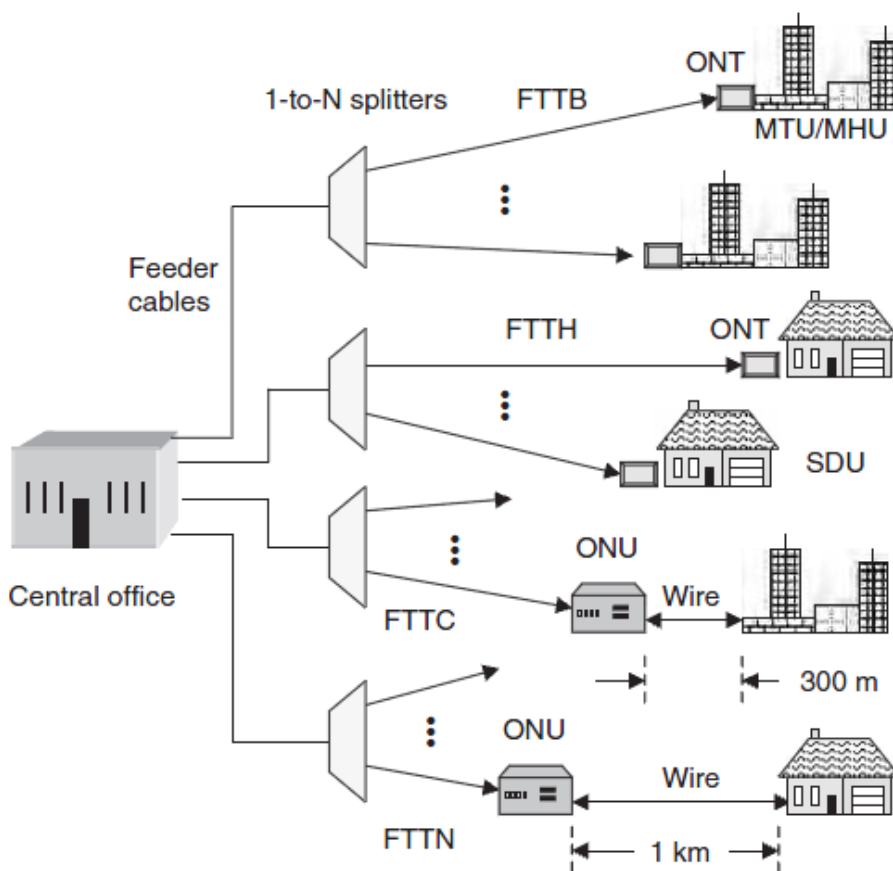 ONT
1-to-N splitters
FTTB
MTU/MHU
Feeder
cables
FTTH
ONT
SDU
ONU
Wire
Central office
FTTC
300 m
ONU
Wire
FTTN
1 km